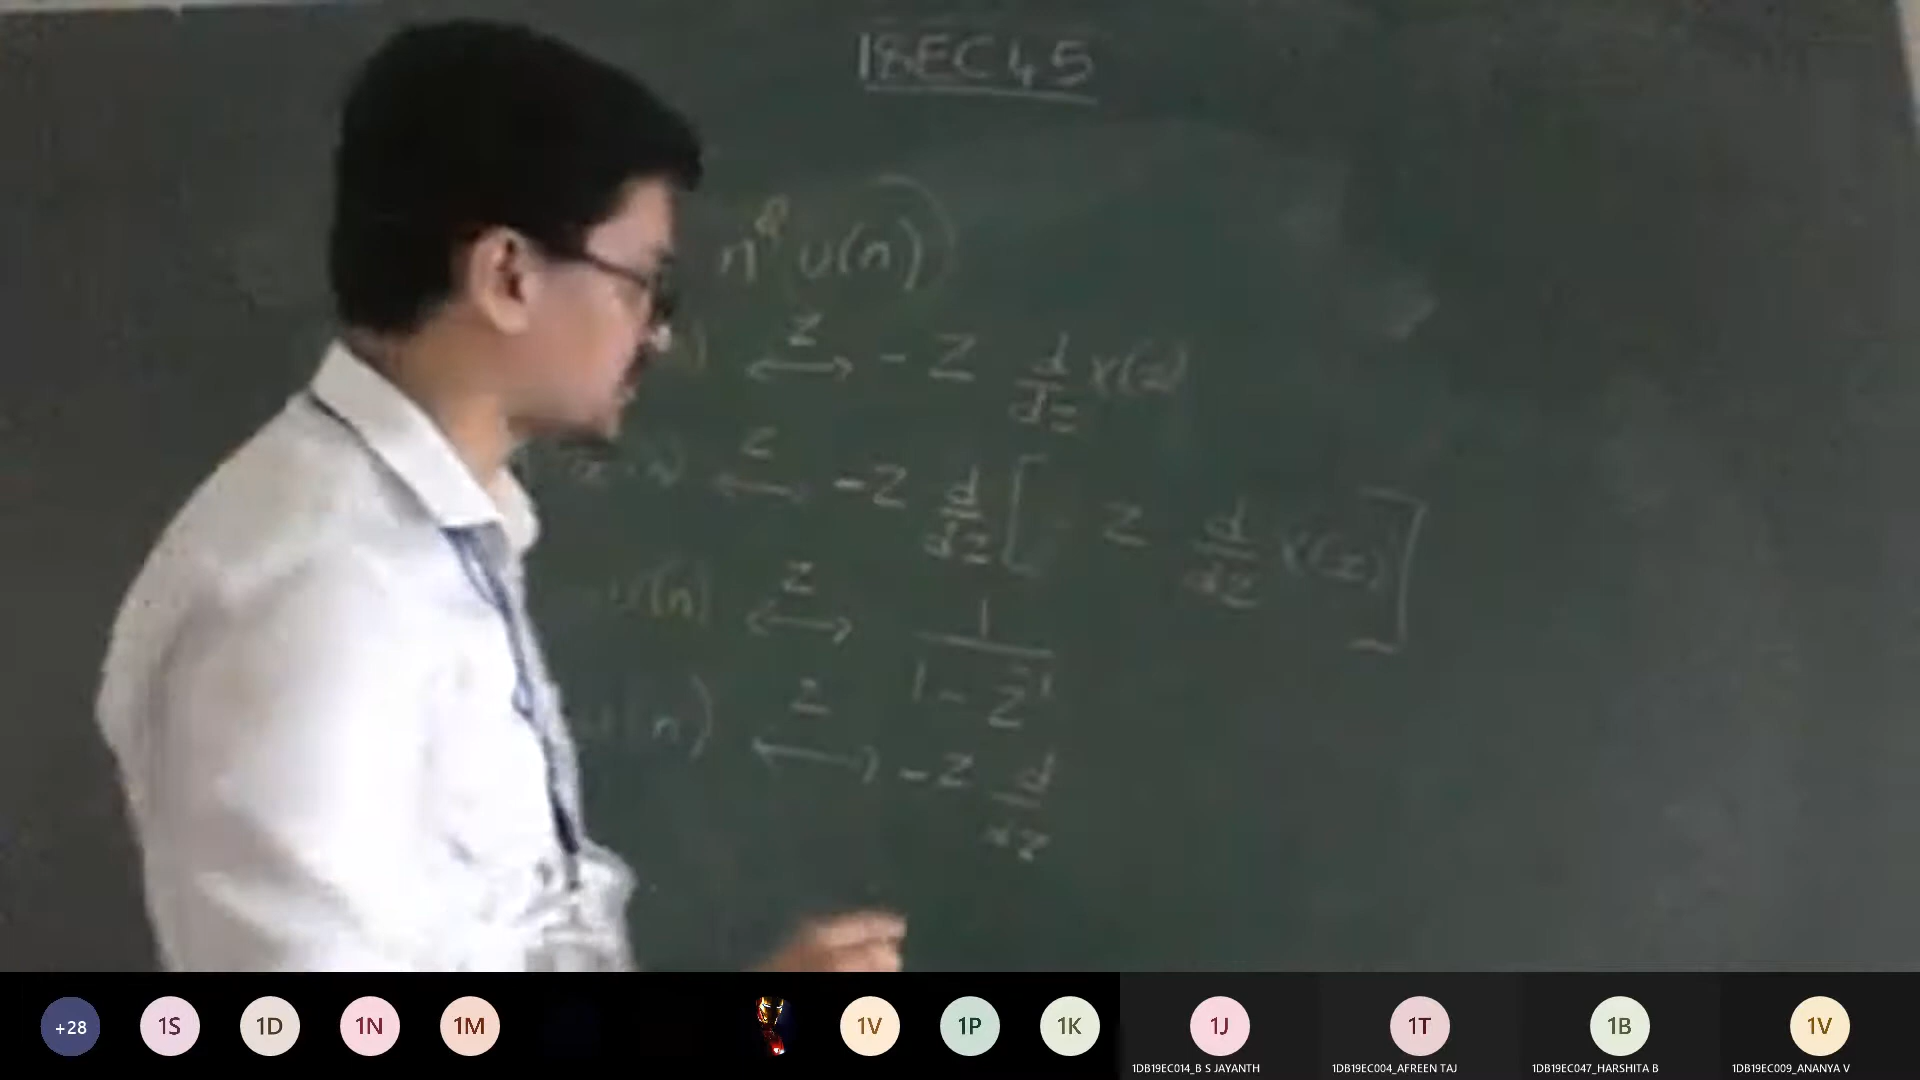 18EC45
n² u(n)
) ⟷ᶻ - Z d/dz X(z)
⟷ᶻ -Z d/dz [ Z d/dz X(z) ]
u(n) ⟷ᶻ 1/(1 - z⁻¹)
u(n) ⟷ᶻ -Z d/dz
+28 1S 1D 1N 1M 1V 1P 1K 1J 1T 1B 1V
1DB19EC014_B S JAYANTH 1DB19EC004_AFREEN TAJ 1DB19EC047_HARSHITA B 1DB19EC009_ANANYA V